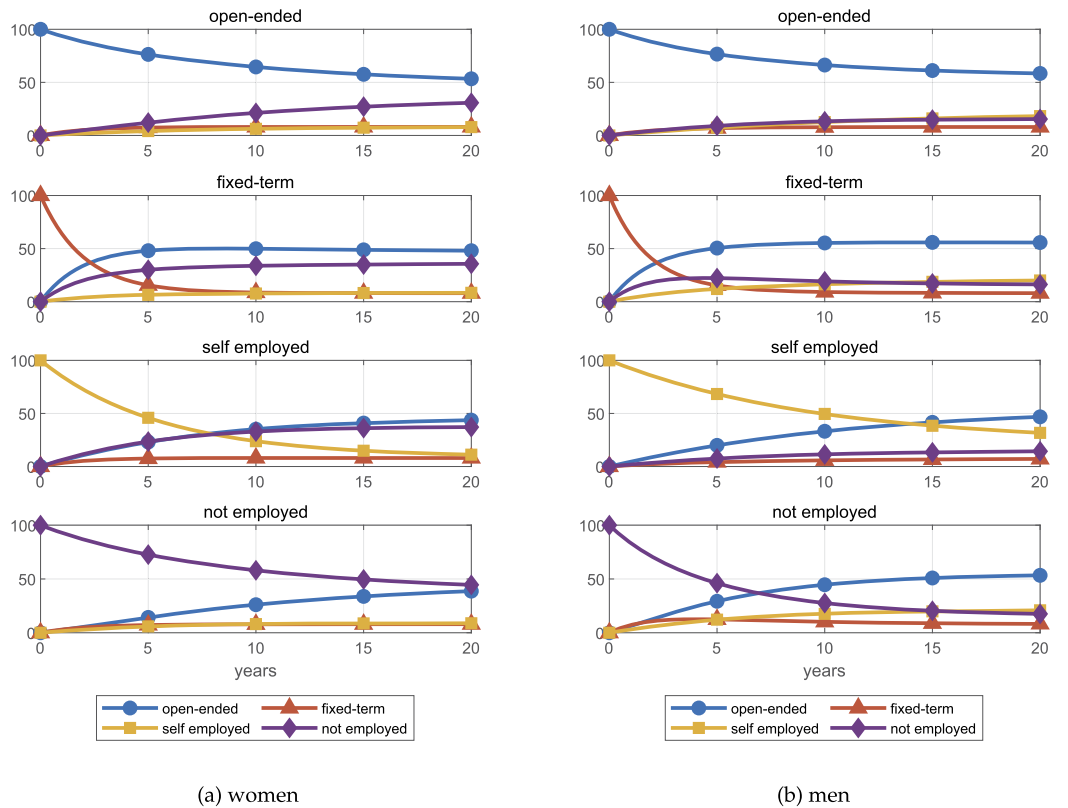 open-ended
100
50
0
0 5 10 15 20
fixed-term
100
50
0
0 5 10 15 20
self employed
100
50
0
0 5 10 15 20
not employed
100
50
0
0 5 10 15 20
years
open-ended fixed-term
self employed not employed
(a) women
open-ended
100
50
0
0 5 10 15 20
fixed-term
100
50
0
0 5 10 15 20
self employed
100
50
0
0 5 10 15 20
not employed
100
50
0
0 5 10 15 20
years
open-ended fixed-term
self employed not employed
(b) men